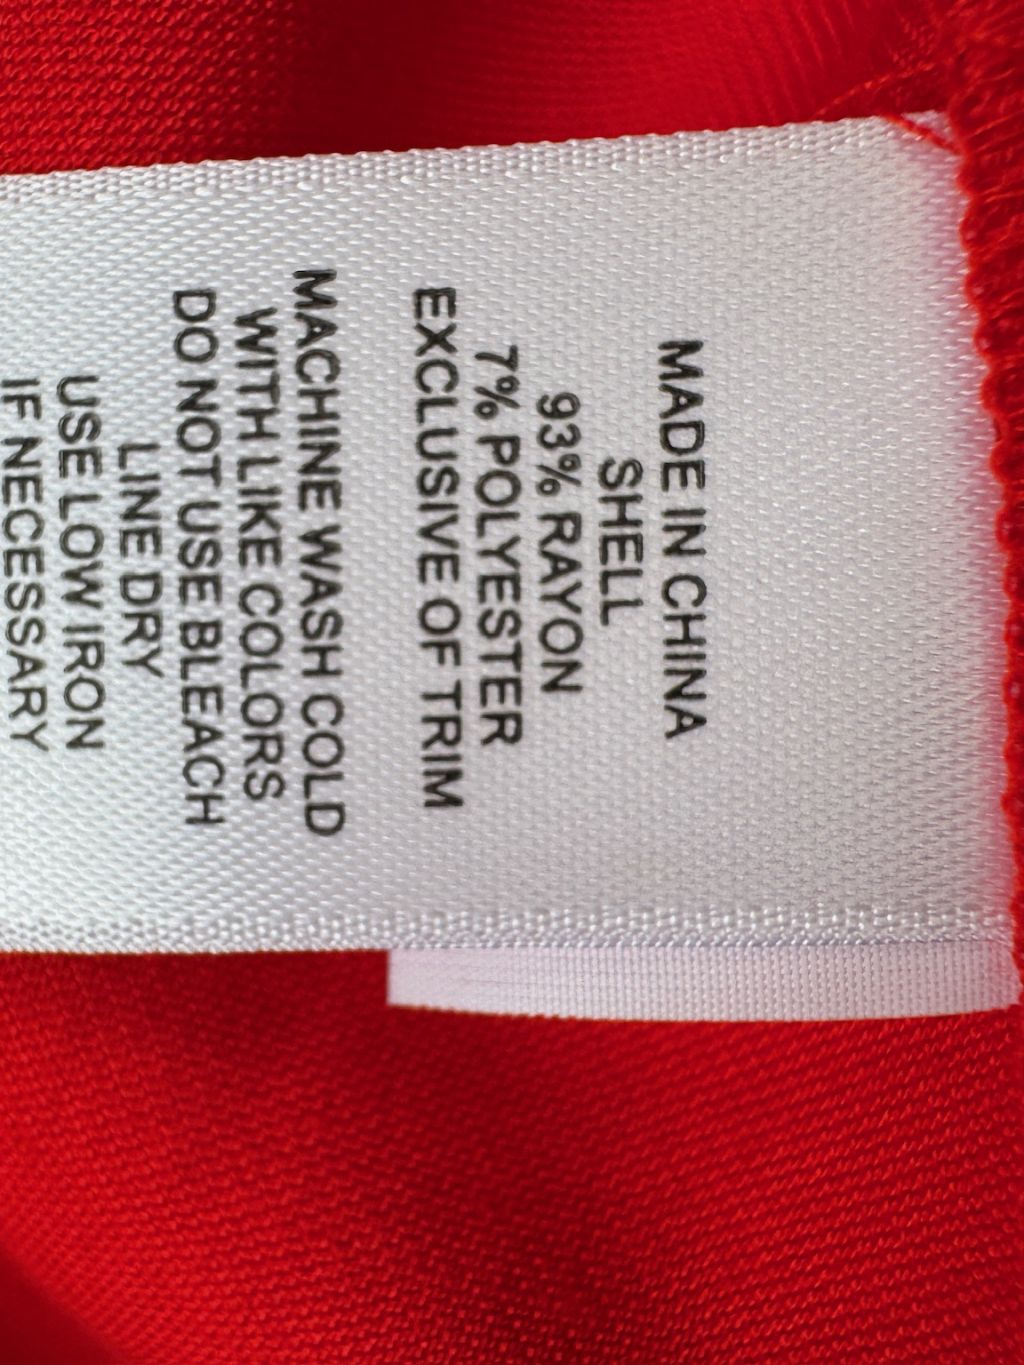 MADE IN CHINA
SHELL
93% RAYON
7% POLYESTER
EXCLUSIVE OF TRIM
MACHINE WASH COLD
WITH LIKE COLORS
DO NOT USE BLEACH
LINE DRY
USE LOW IRON
IF NECESSARY